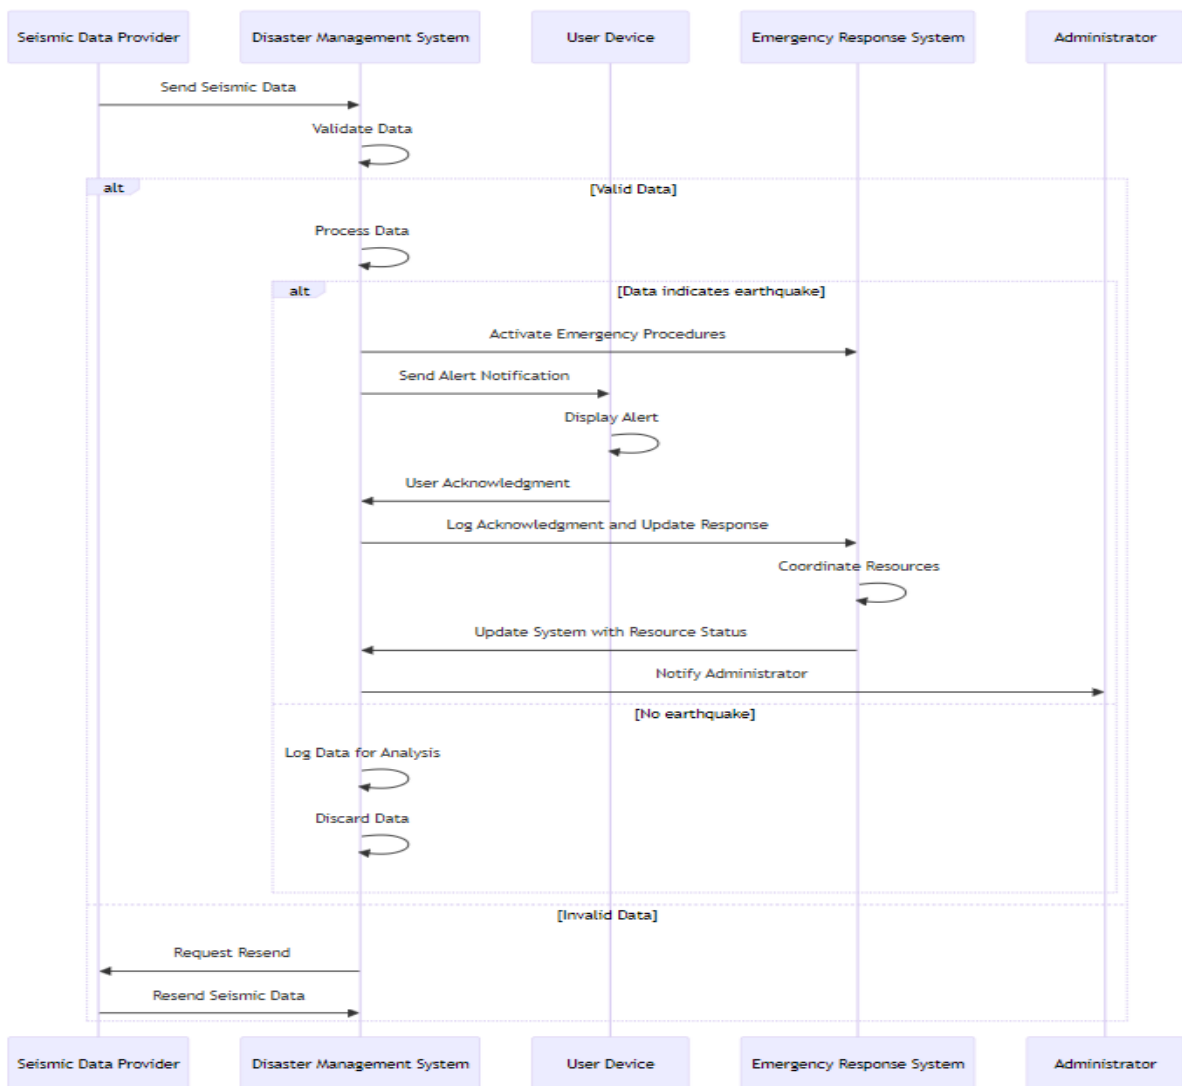 Seismic Data Provider
Disaster Management System
User Device
Emergency Response System
Administrator
Send Seismic Data
Validate Data
alt
[Valid Data]
Process Data
alt
[Data indicates earthquake]
Activate Emergency Procedures
Send Alert Notification
Display Alert
User Acknowledgment
Log Acknowledgment and Update Response
Coordinate Resources
Update System with Resource Status
Notify Administrator
[No earthquake]
Log Data for Analysis
Discard Data
[Invalid Data]
Request Resend
Resend Seismic Data
Seismic Data Provider
Disaster Management System
User Device
Emergency Response System
Administrator